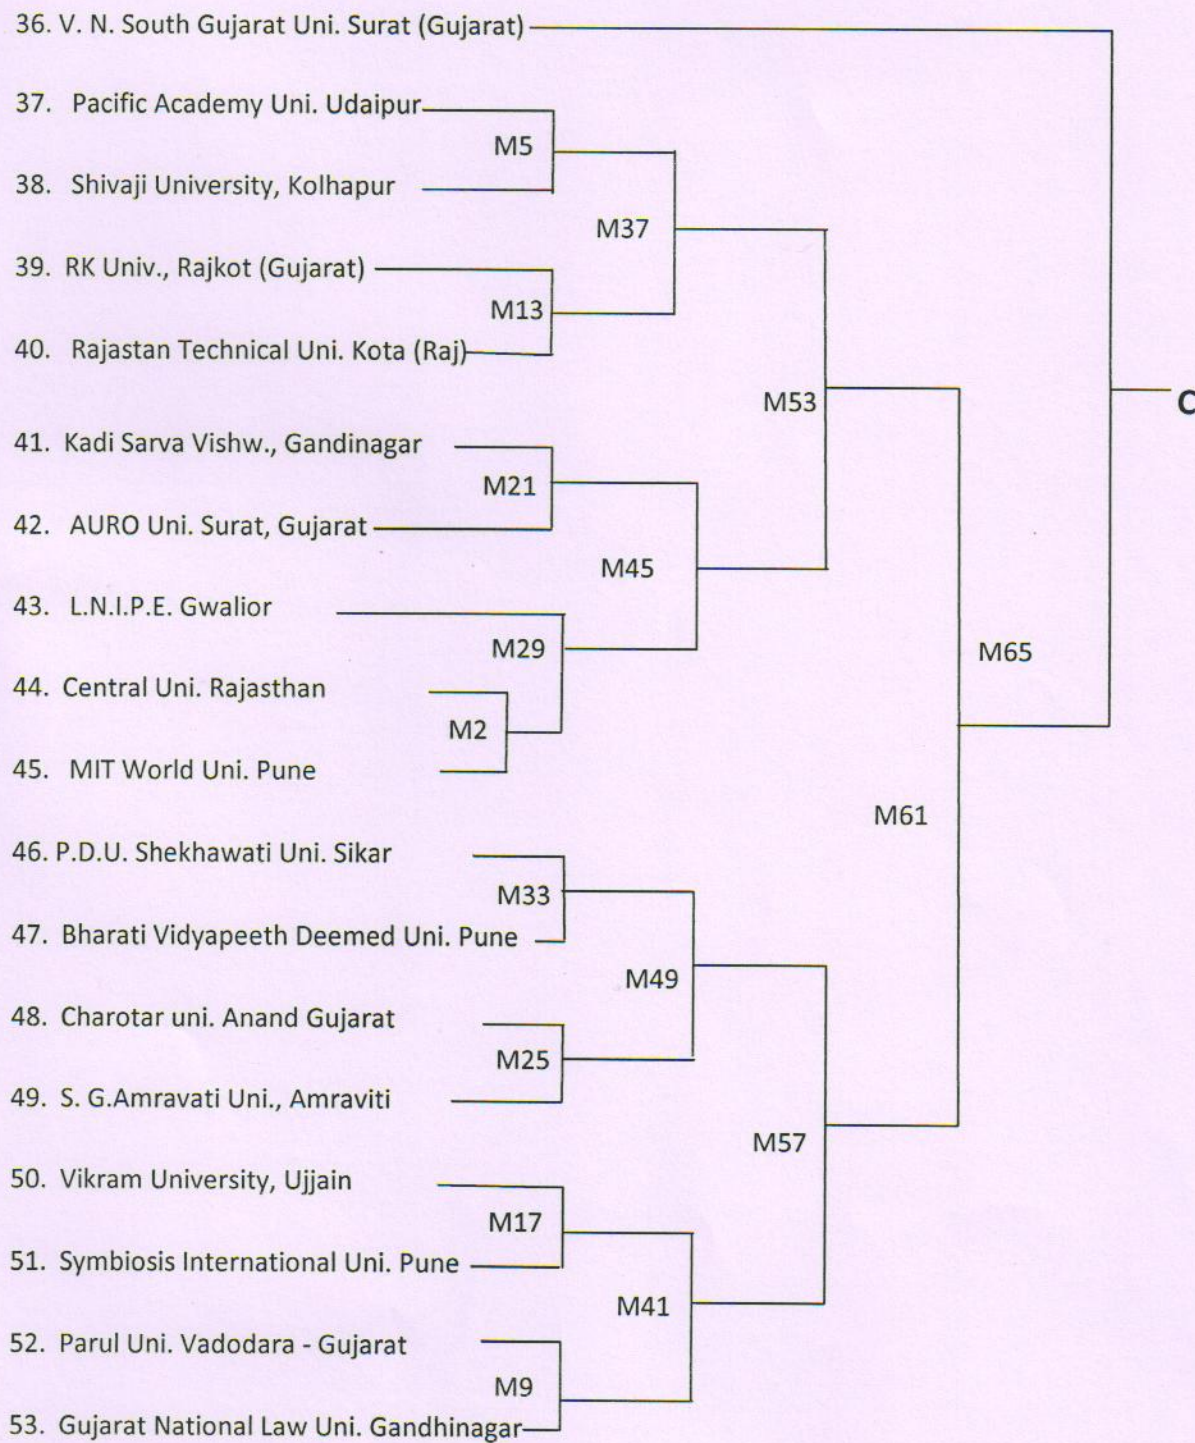 36. V. N. South Gujarat Uni. Surat (Gujarat)
37. Pacific Academy Uni. Udaipur
M5
38. Shivaji University, Kolhapur
M37
39. RK Univ., Rajkot (Gujarat)
M13
40. Rajastan Technical Uni. Kota (Raj)
M53
C
41. Kadi Sarva Vishw., Gandinagar
M21
42. AURO Uni. Surat, Gujarat
M45
43. L.N.I.P.E. Gwalior
M29
M65
44. Central Uni. Rajasthan
M2
45. MIT World Uni. Pune
M61
46. P.D.U. Shekhawati Uni. Sikar
M33
47. Bharati Vidyapeeth Deemed Uni. Pune
M49
48. Charotar uni. Anand Gujarat
M25
49. S. G.Amravati Uni., Amraviti
M57
50. Vikram University, Ujjain
M17
51. Symbiosis International Uni. Pune
M41
52. Parul Uni. Vadodara - Gujarat
M9
53. Gujarat National Law Uni. Gandhinagar